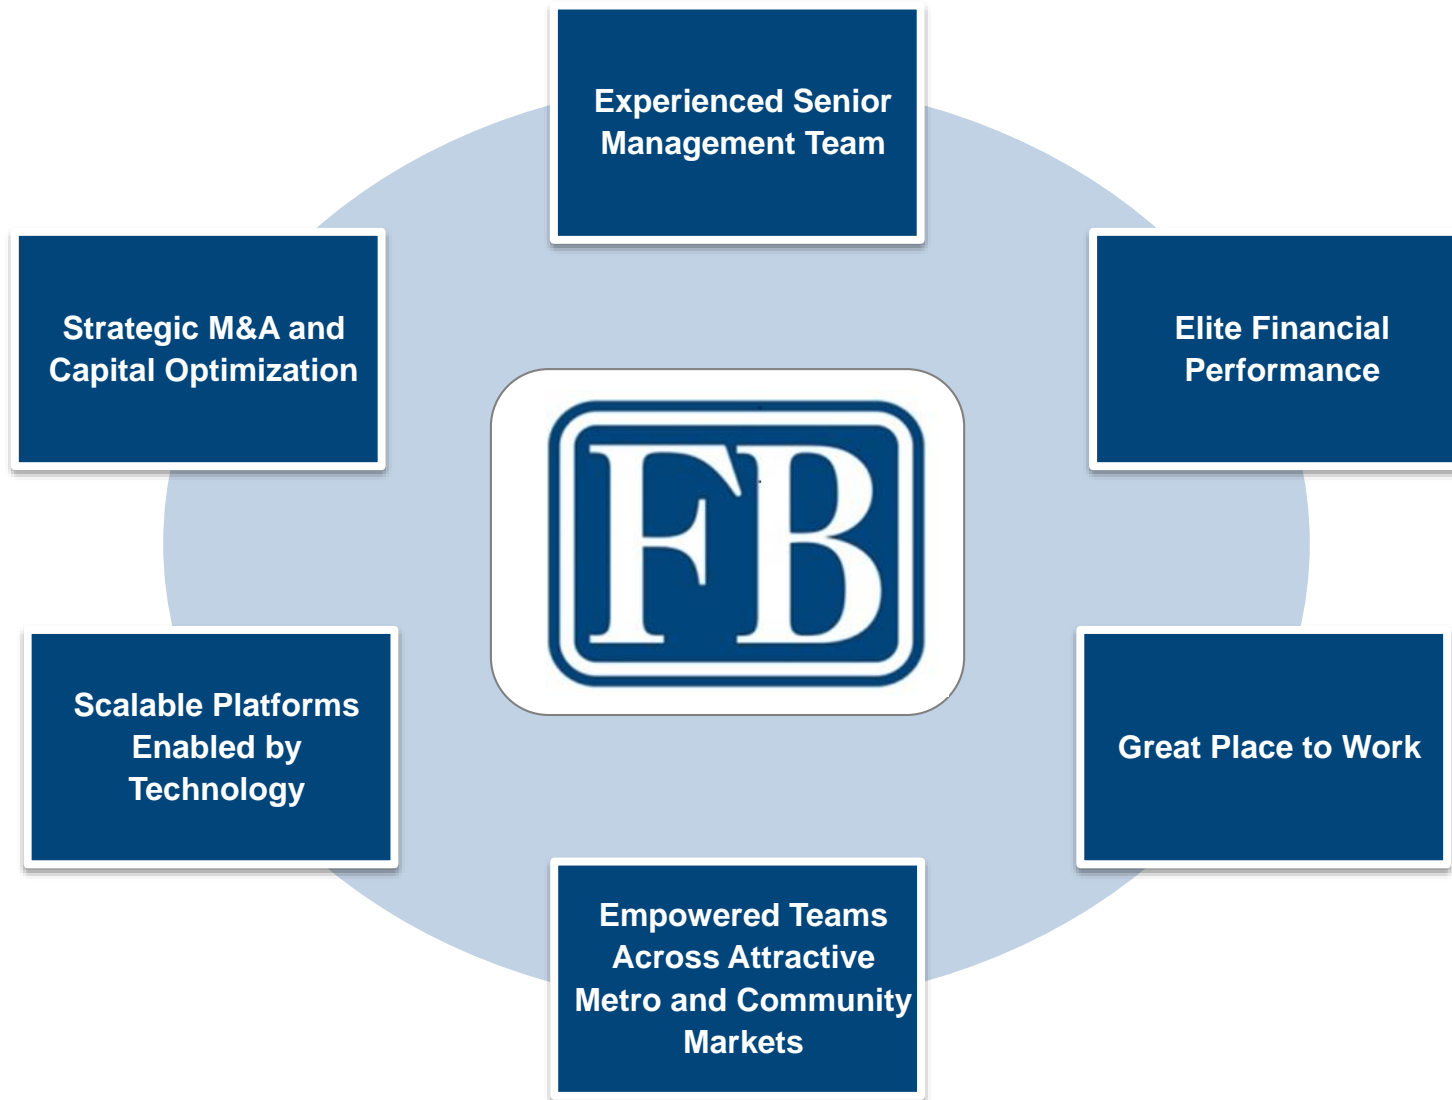 Experienced Senior
Management Team
Strategic M&A and
Capital Optimization
Elite Financial
Performance
FB
Scalable Platforms
Enabled by
Technology
Great Place to Work
Empowered Teams
Across Attractive
Metro and Community
Markets